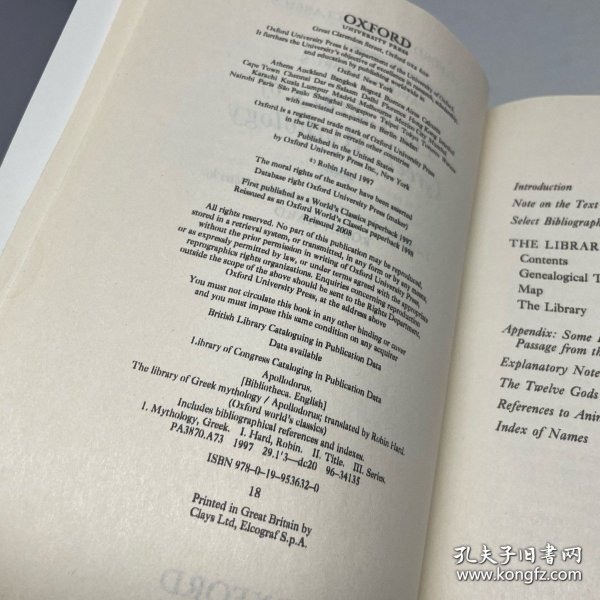 OXFORD
UNIVERSITY PRESS
Great Clarendon Street, Oxford OX2 6DP
Oxford University Press is a department of the University of Oxford.
It furthers the University's objective of excellence in research, scholarship,
and education by publishing worldwide in
Oxford New York
Athens Auckland Bangkok Bogotá Buenos Aires Calcutta
Cape Town Chennai Dar es Salaam Delhi Florence Hong Kong Istanbul
Karachi Kuala Lumpur Madrid Melbourne Mexico City Mumbai
Nairobi Paris São Paulo Shanghai Singapore Taipei Tokyo Toronto Warsaw
with associated companies in Berlin Ibadan
Oxford is a registered trade mark of Oxford University Press
in the UK and in certain other countries
Published in the United States
by Oxford University Press Inc., New York
© Robin Hard 1997
The moral rights of the author have been asserted
Database right Oxford University Press (maker)
First published as a World's Classics paperback 1997
Reissued as an Oxford World's Classics paperback 1998
Reissued 2008
All rights reserved. No part of this publication may be reproduced,
stored in a retrieval system, or transmitted, in any form or by any means,
without the prior permission in writing of Oxford University Press,
or as expressly permitted by law, or under terms agreed with the appropriate
reprographics rights organizations. Enquiries concerning reproduction
outside the scope of the above should be sent to the Rights Department,
Oxford University Press, at the address above
You must not circulate this book in any other binding or cover
and you must impose this same condition on any acquirer
British Library Cataloguing in Publication Data
Data available
Library of Congress Cataloging in Publication Data
Apollodorus.
[Bibliotheca. English]
The library of Greek mythology / Apollodorus; translated by Robin Hard.
(Oxford world's classics)
Includes bibliographical references and indexes.
1. Mythology, Greek. I. Hard, Robin. II. Title. III. Series.
PA3870.A73 1997 29.1'3—dc20 96-34135
ISBN 978-0-19-953632-0
18
Printed in Great Britain by
Clays Ltd, Elcograf S.p.A.
Introduction
Note on the Text
Select Bibliograph
THE LIBRAR
Contents
Genealogical T
Map
The Library
Appendix: Some
Passage from th
Explanatory Note
The Twelve Gods
References to Anim
Index of Names
孔夫子旧书网
www.kongfz.com